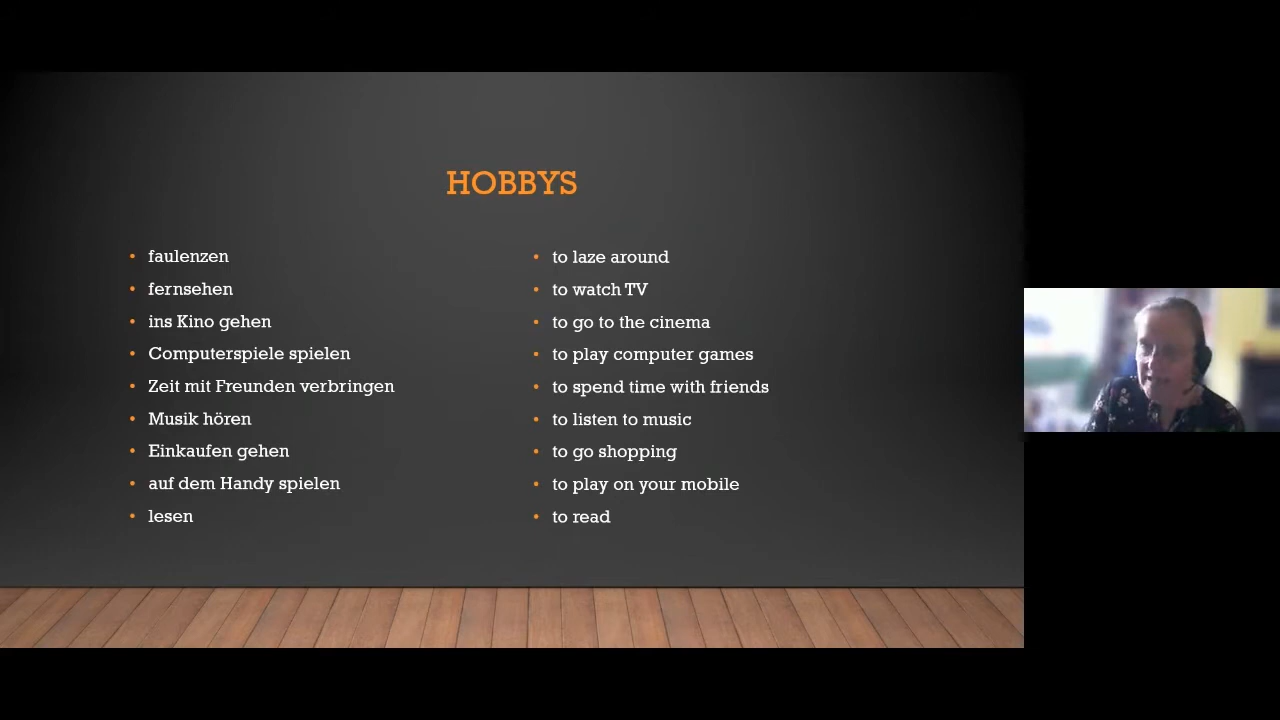 HOBBYS
• faulenzen
• fernsehen
• ins Kino gehen
• Computerspiele spielen
• Zeit mit Freunden verbringen
• Musik hören
• Einkaufen gehen
• auf dem Handy spielen
• lesen
• to laze around
• to watch TV
• to go to the cinema
• to play computer games
• to spend time with friends
• to listen to music
• to go shopping
• to play on your mobile
• to read